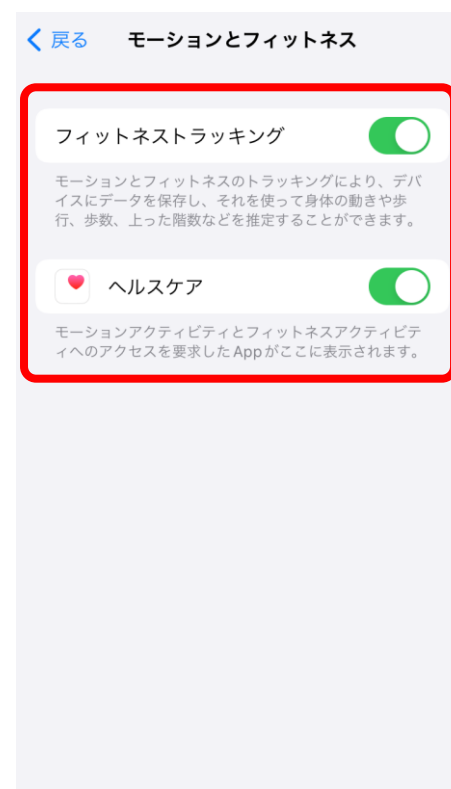 戻る モーションとフィットネス
フィットネストラッキング
モーションとフィットネスのトラッキングにより、デバ
イスにデータを保存し、それを使って身体の動きや歩
行、歩数、上った階数などを推定することができます。
ヘルスケア
モーションアクティビティとフィットネスアクティビテ
ィへのアクセスを要求したAppがここに表示されます。